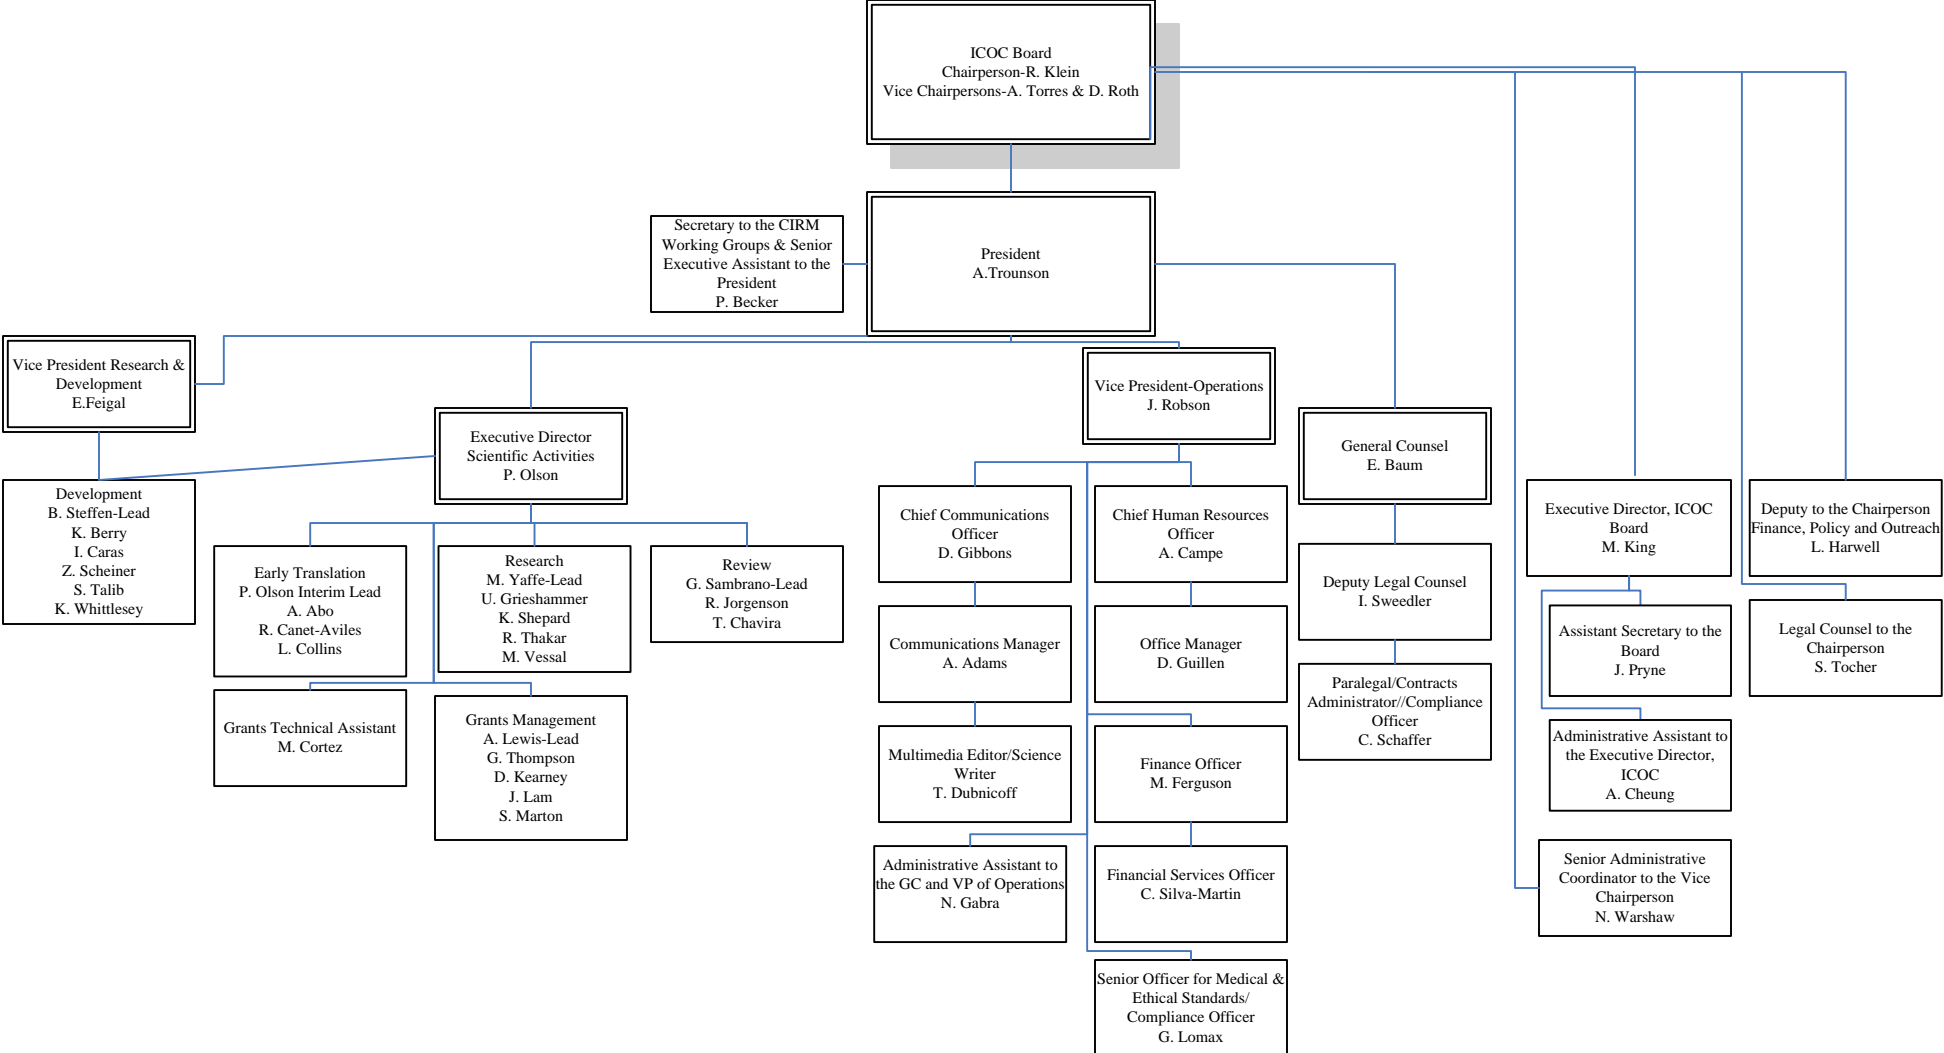 ICOC Board
Chairperson-R. Klein
Vice Chairpersons-A. Torres & D. Roth
Secretary to the CIRM
Working Groups & Senior
Executive Assistant to the
President
P. Becker
President
A.Trounson
Vice President Research &
Development
E.Feigal
Executive Director
Scientific Activities
P. Olson
Vice President-Operations
J. Robson
General Counsel
E. Baum
Development
B. Steffen-Lead
K. Berry
I. Caras
Z. Scheiner
S. Talib
K. Whittlesey
Early Translation
P. Olson Interim Lead
A. Abo
R. Canet-Aviles
L. Collins
Research
M. Yaffe-Lead
U. Grieshammer
K. Shepard
R. Thakar
M. Vessal
Review
G. Sambrano-Lead
R. Jorgenson
T. Chavira
Grants Technical Assistant
M. Cortez
Grants Management
A. Lewis-Lead
G. Thompson
D. Kearney
J. Lam
S. Marton
Chief Communications
Officer
D. Gibbons
Chief Human Resources
Officer
A. Campe
Communications Manager
A. Adams
Office Manager
D. Guillen
Multimedia Editor/Science
Writer
T. Dubnicoff
Finance Officer
M. Ferguson
Administrative Assistant to
the GC and VP of Operations
N. Gabra
Financial Services Officer
C. Silva-Martin
Senior Officer for Medical &
Ethical Standards/
Compliance Officer
G. Lomax
Deputy Legal Counsel
I. Sweedler
Paralegal/Contracts
Administrator//Compliance
Officer
C. Schaffer
Executive Director, ICOC
Board
M. King
Deputy to the Chairperson
Finance, Policy and Outreach
L. Harwell
Assistant Secretary to the
Board
J. Pryne
Legal Counsel to the
Chairperson
S. Tocher
Administrative Assistant to
the Executive Director,
ICOC
A. Cheung
Senior Administrative
Coordinator to the Vice
Chairperson
N. Warshaw